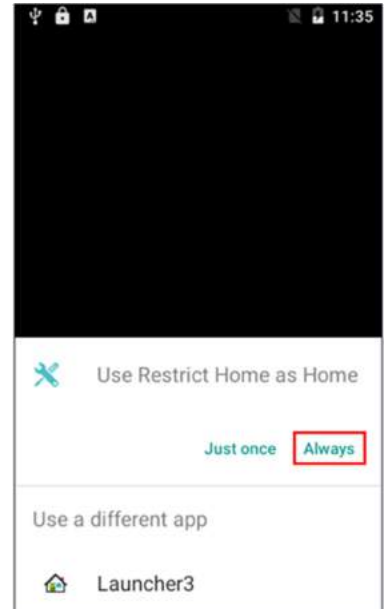 11:35
Use Restrict Home as Home
Just once Always
Use a different app
Launcher3